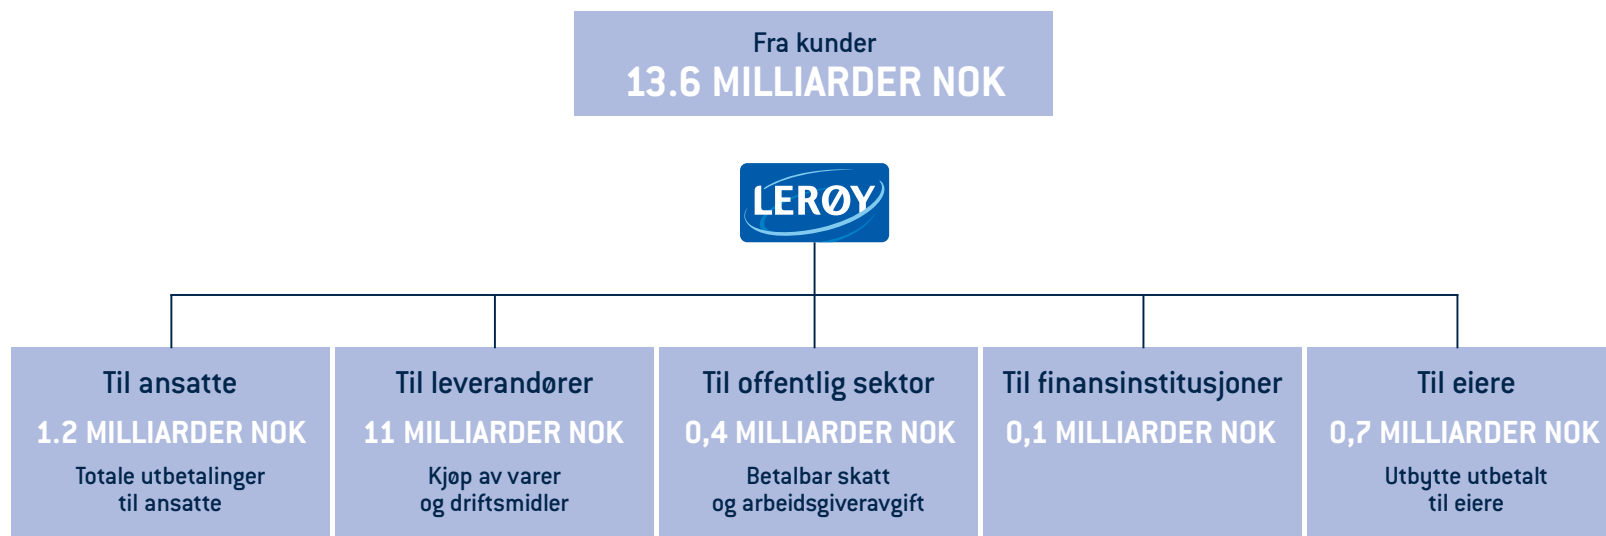 Fra kunder
13.6 MILLIARDER NOK
LERØY
Til ansatte
1.2 MILLIARDER NOK
Totale utbetalinger
til ansatte
Til leverandører
11 MILLIARDER NOK
Kjøp av varer
og driftsmidler
Til offentlig sektor
0,4 MILLIARDER NOK
Betalbar skatt
og arbeidsgiveravgift
Til finansinstitusjoner
0,1 MILLIARDER NOK
Til eiere
0,7 MILLIARDER NOK
Utbytte utbetalt
til eiere